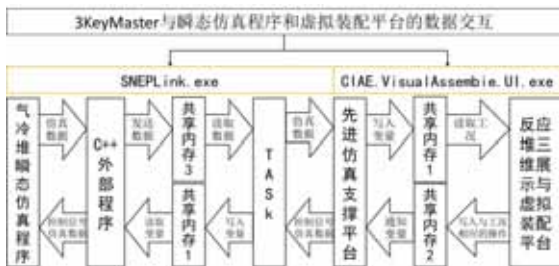 3KeyMaster与瞬态仿真程序和虚拟装配平台的数据交互
SNEPLink.exe
CIAE.VisualAssembie.UI.exe
气冷堆瞬态仿真程序
仿真数据
控制信号仿真数据
C++外部程序
发送数据
读取变量
共享内存3
共享内存1
读取数据
写入变量
TASk
仿真数据
控制信号仿真数据
先进仿真支撑平台
写入变量
通知变量
共享内存1
共享内存2
读取工况
写入与工况相应的操作
反应堆三维展示与虚拟装配平台